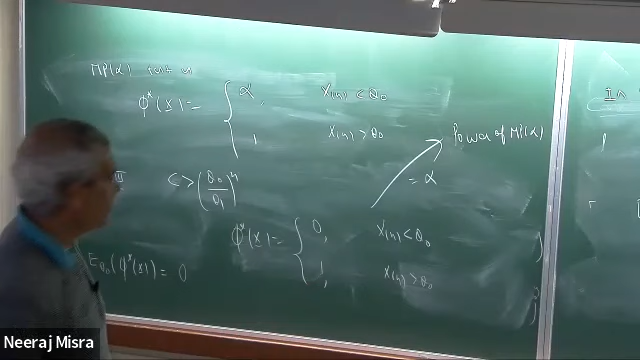 MP(α) test is
φ*(x) = { α, X(n) < θ0
1, X(n) > θ0
Power of MP(α)
= α
III C > (θ0/θ1)^n
φ*(x) = { 0, X(n) < θ0
1, X(n) > θ0
Eθ0(φ*(x)) = 0
Neeraj Misra